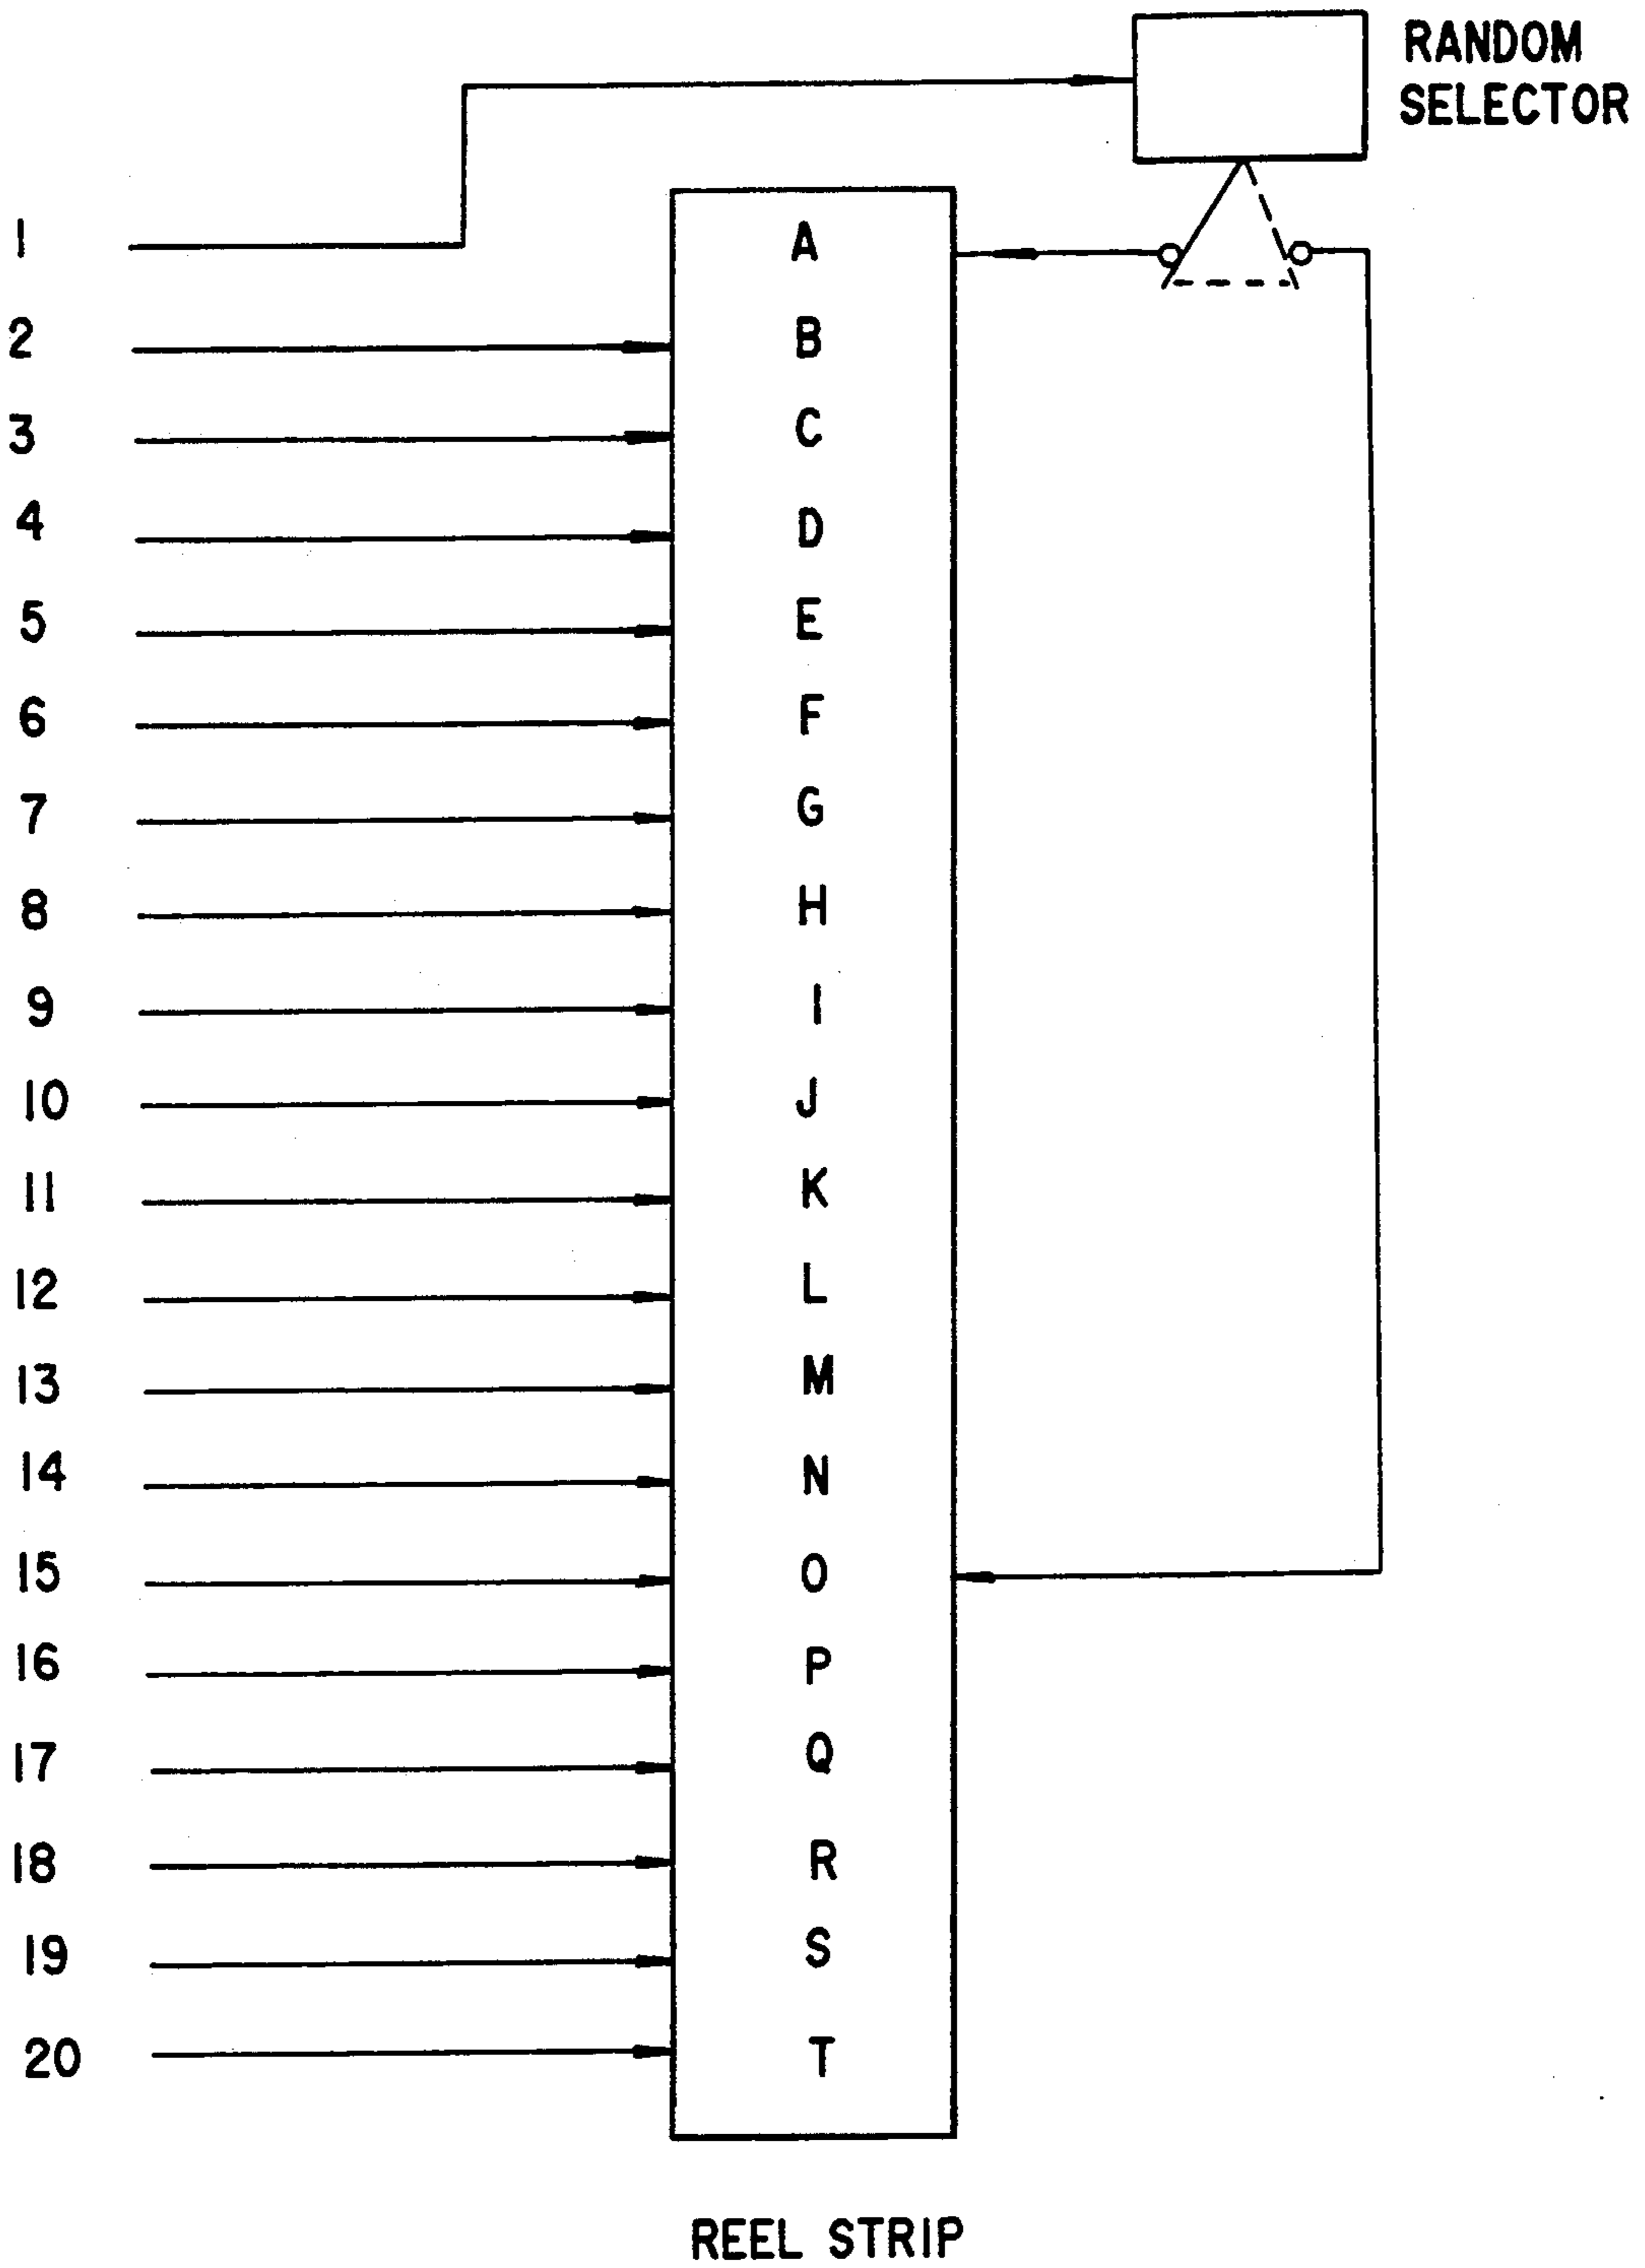 RANDOM
SELECTOR
1 A
2 B
3 C
4 D
5 E
6 F
7 G
8 H
9 I
10 J
11 K
12 L
13 M
14 N
15 O
16 P
17 Q
18 R
19 S
20 T
REEL STRIP